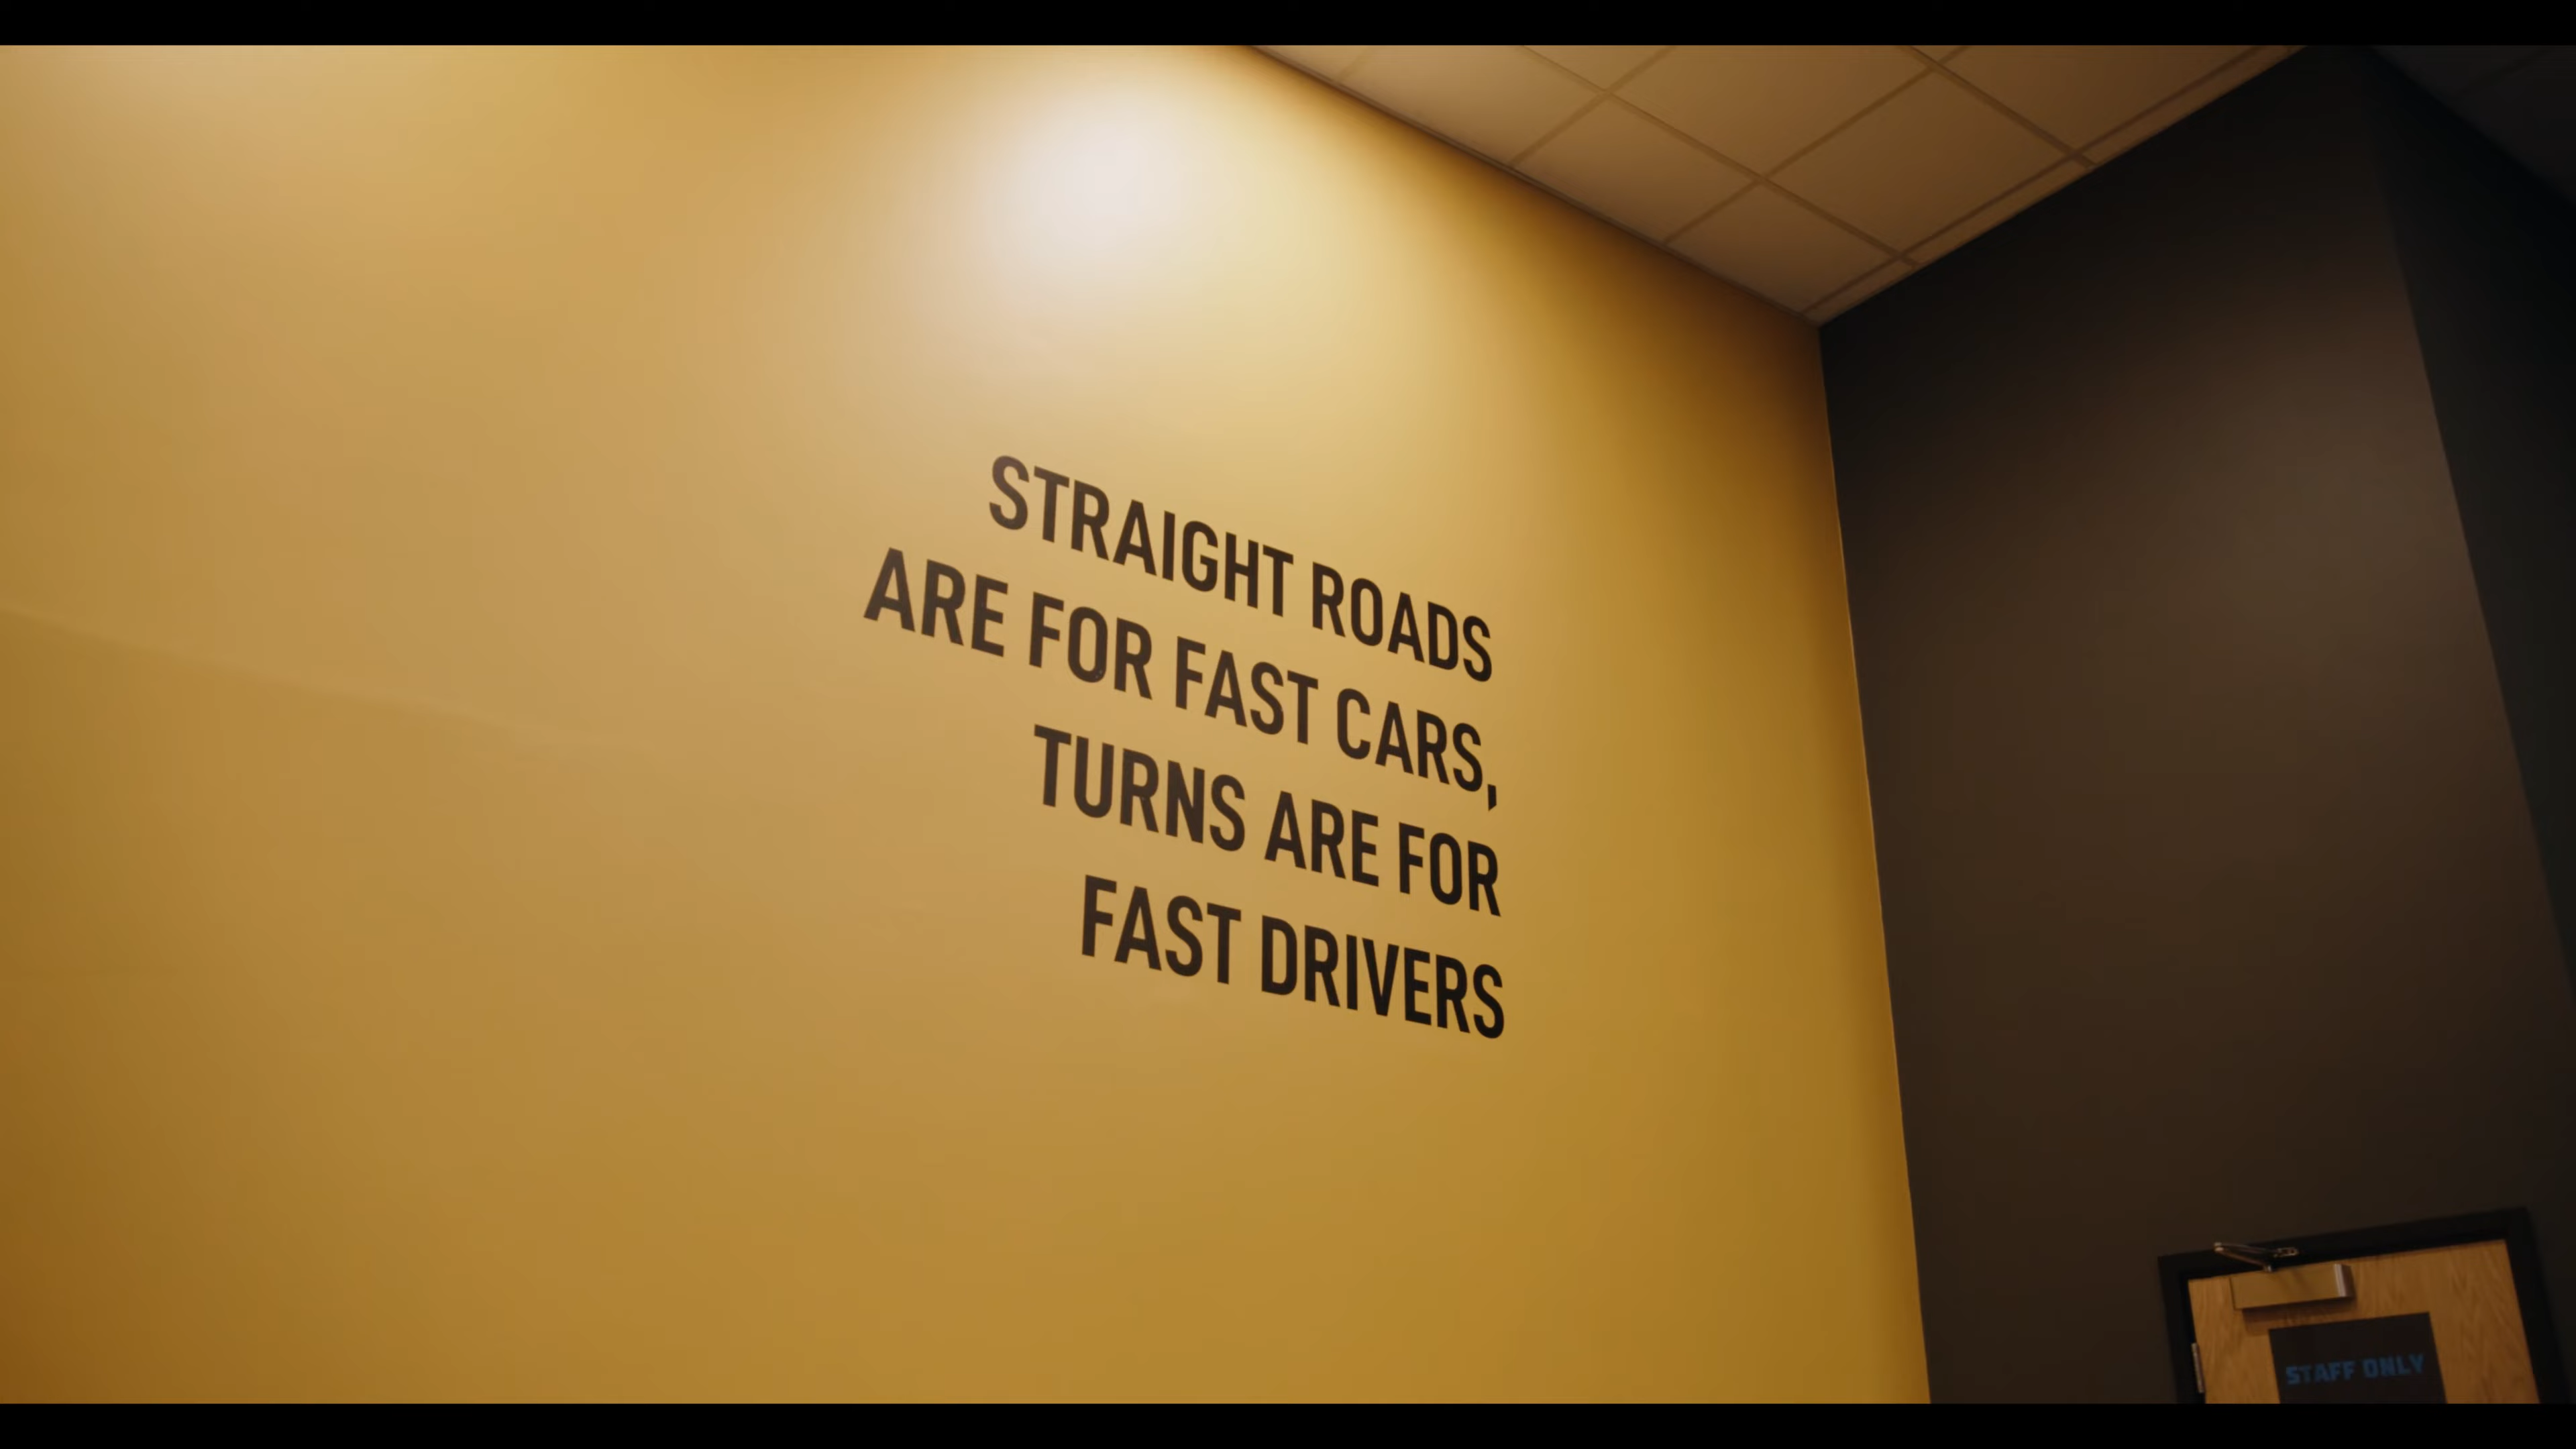 STRAIGHT ROADS
ARE FOR FAST CARS,
TURNS ARE FOR
FAST DRIVERS
STAFF ONLY